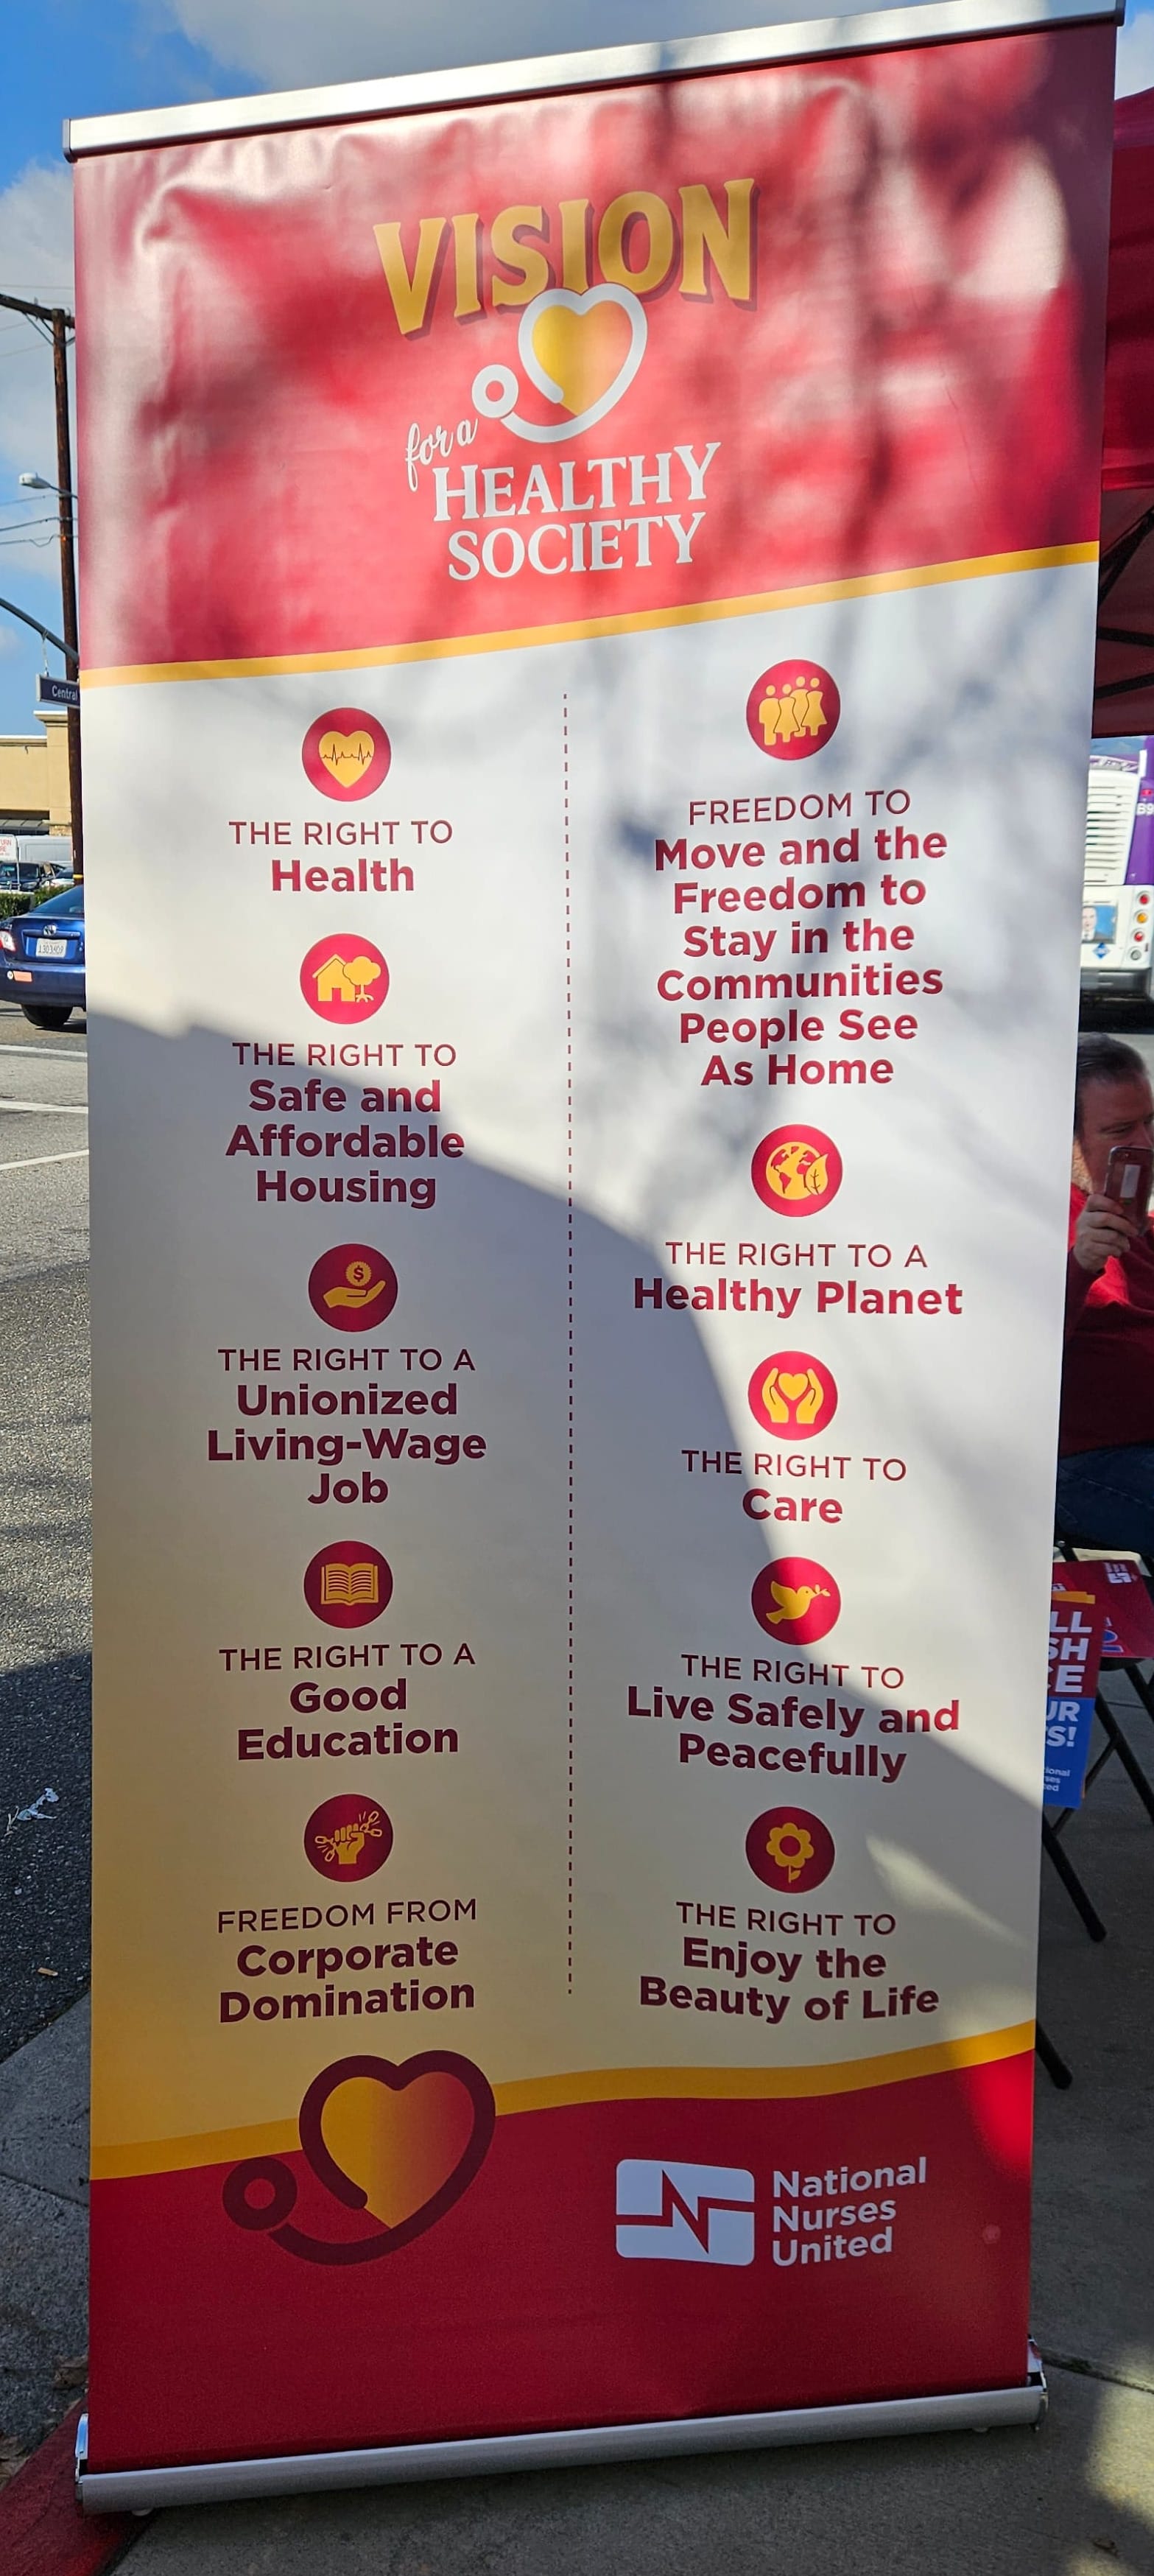 VISION
for a
HEALTHY
SOCIETY
THE RIGHT TO
Health
THE RIGHT TO
Safe and
Affordable
Housing
$
THE RIGHT TO A
Unionized
Living-Wage
Job
THE RIGHT TO A
Good
Education
FREEDOM FROM
Corporate
Domination
FREEDOM TO
Move and the
Freedom to
Stay in the
Communities
People See
As Home
THE RIGHT TO A
Healthy Planet
THE RIGHT TO
Care
THE RIGHT TO
Live Safely and
Peacefully
THE RIGHT TO
Enjoy the
Beauty of Life
N
National
Nurses
United
Central